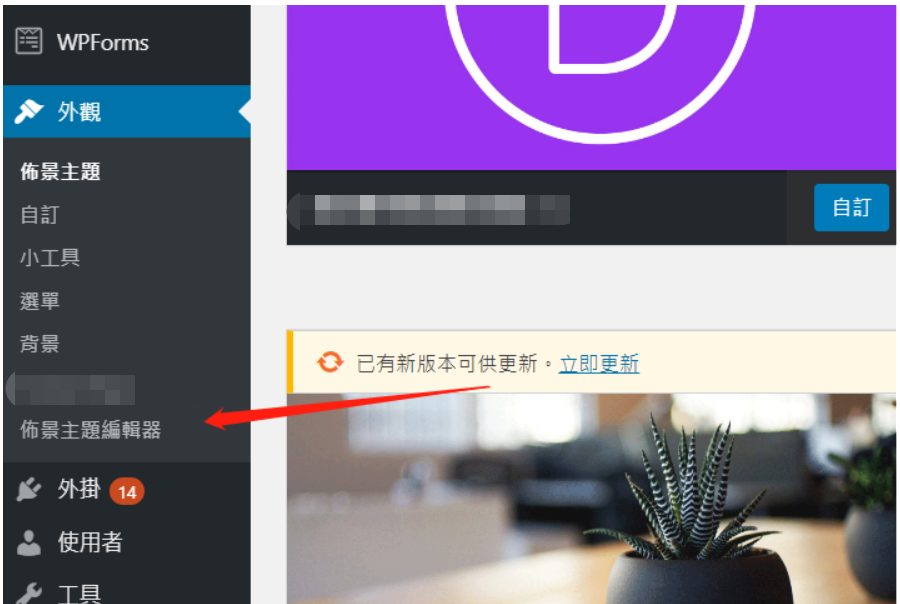 WPForms
外觀
佈景主題
自訂
小工具
選單
背景
佈景主題編輯器
外掛 14
使用者
工具
自訂
已有新版本可供更新。立即更新